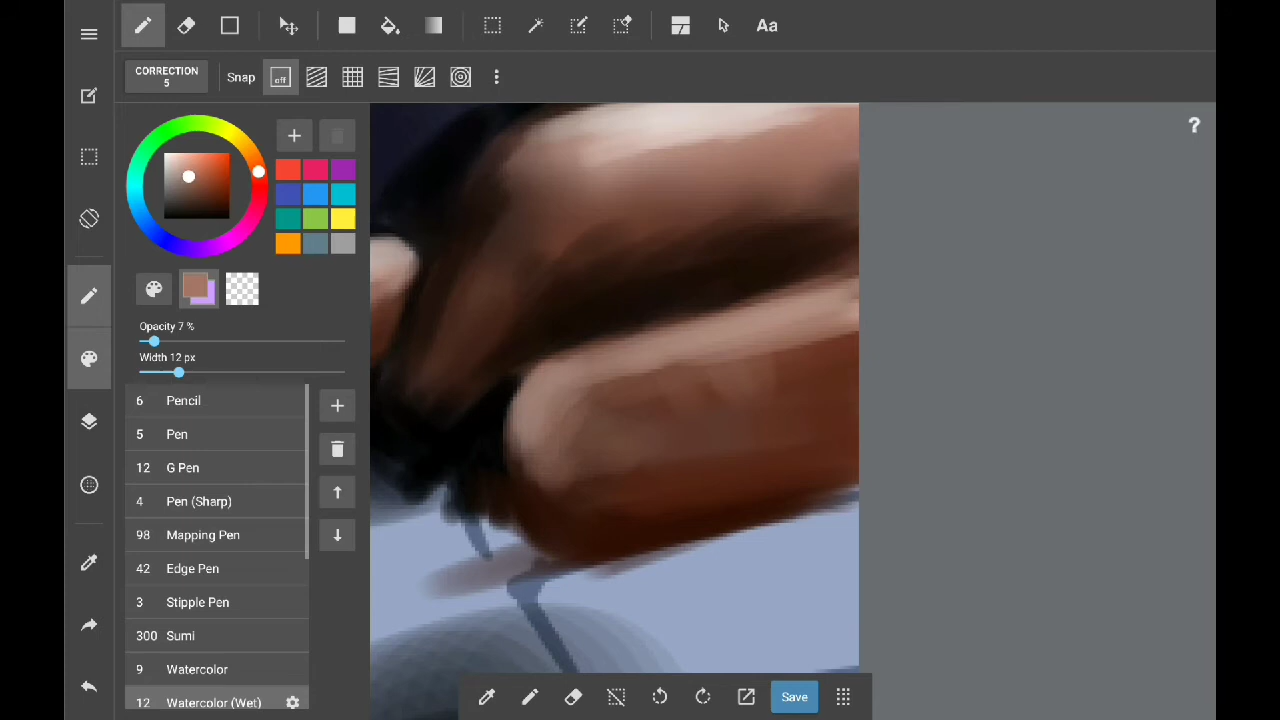 Aa
CORRECTION
5
Snap
off
?
Opacity 7 %
Width 12 px
6 Pencil
5 Pen
12 G Pen
4 Pen (Sharp)
98 Mapping Pen
42 Edge Pen
3 Stipple Pen
300 Sumi
9 Watercolor
12 Watercolor (Wet)
Save